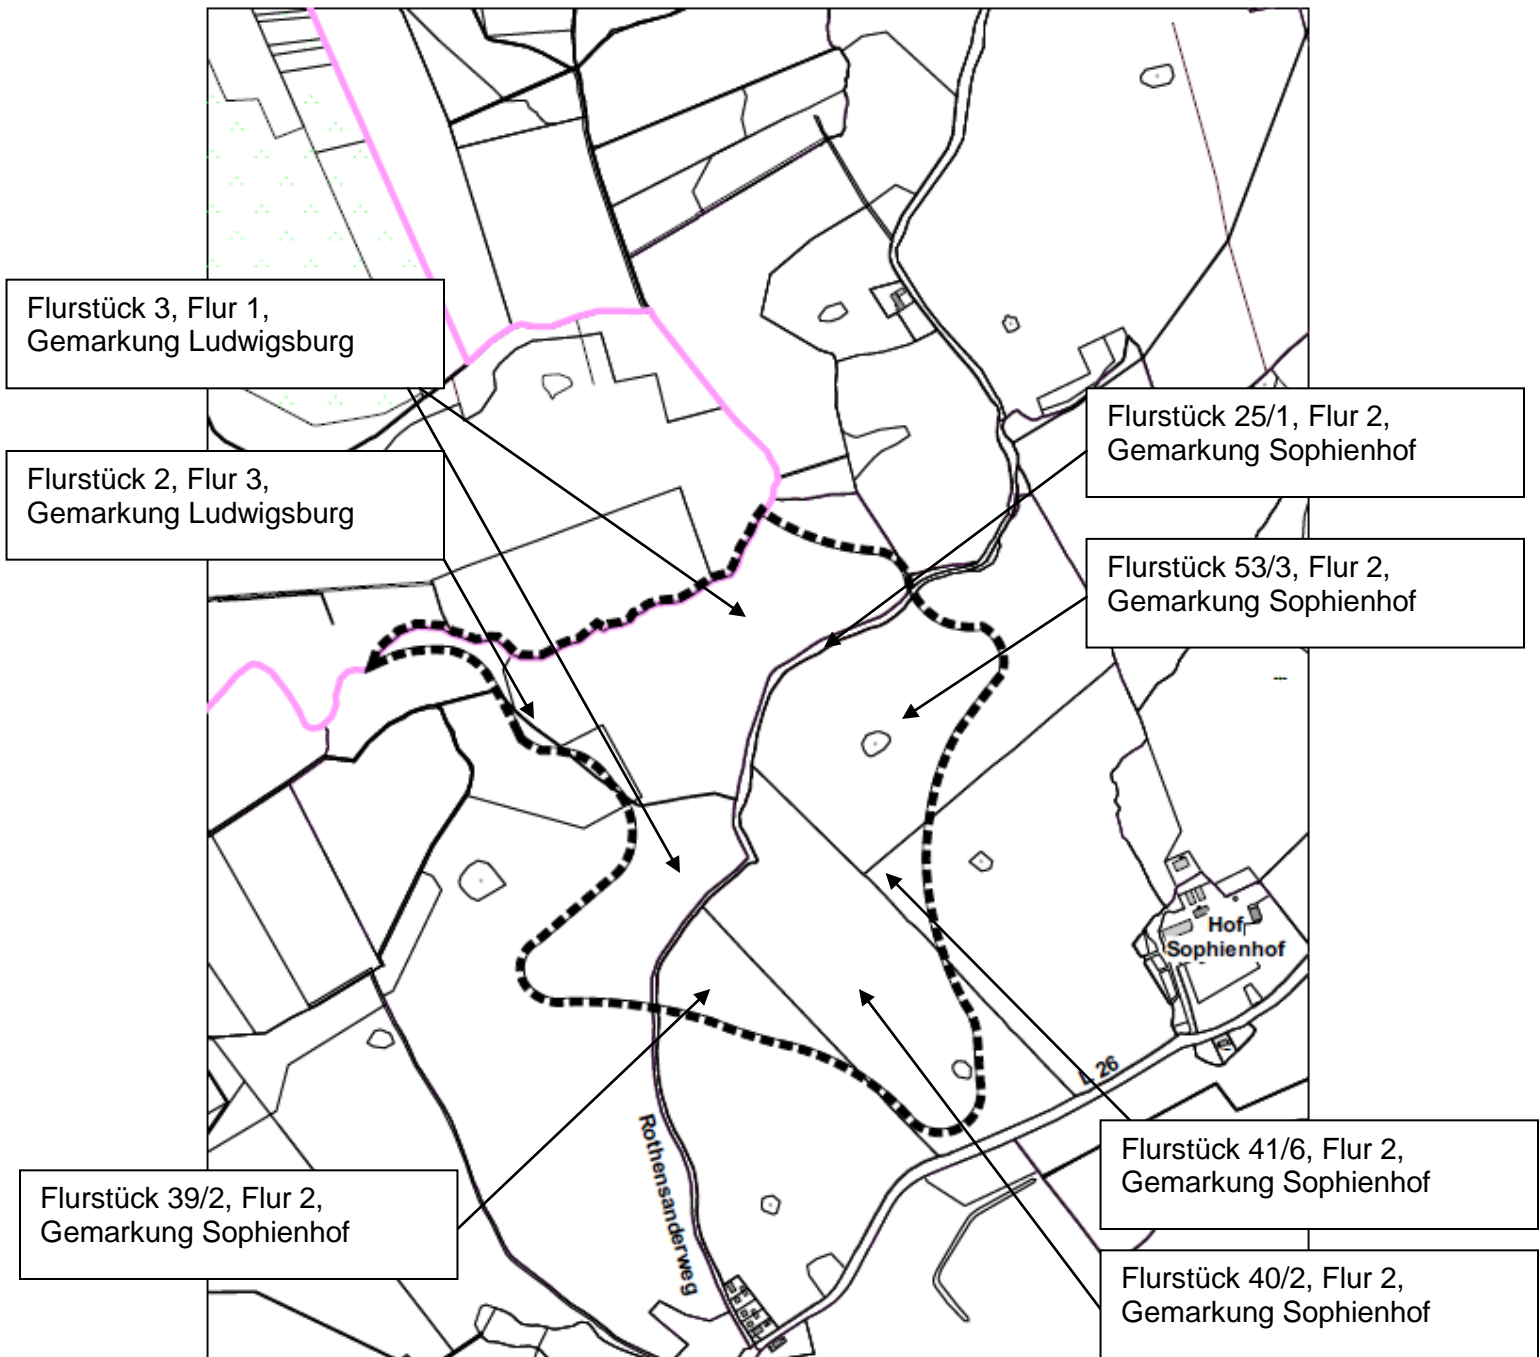 Flurstück 3, Flur 1,
Gemarkung Ludwigsburg
Flurstück 2, Flur 3,
Gemarkung Ludwigsburg
Flurstück 25/1, Flur 2,
Gemarkung Sophienhof
Flurstück 53/3, Flur 2,
Gemarkung Sophienhof
Hof
Sophienhof
L 26
Rothensanderweg
Flurstück 39/2, Flur 2,
Gemarkung Sophienhof
Flurstück 41/6, Flur 2,
Gemarkung Sophienhof
Flurstück 40/2, Flur 2,
Gemarkung Sophienhof